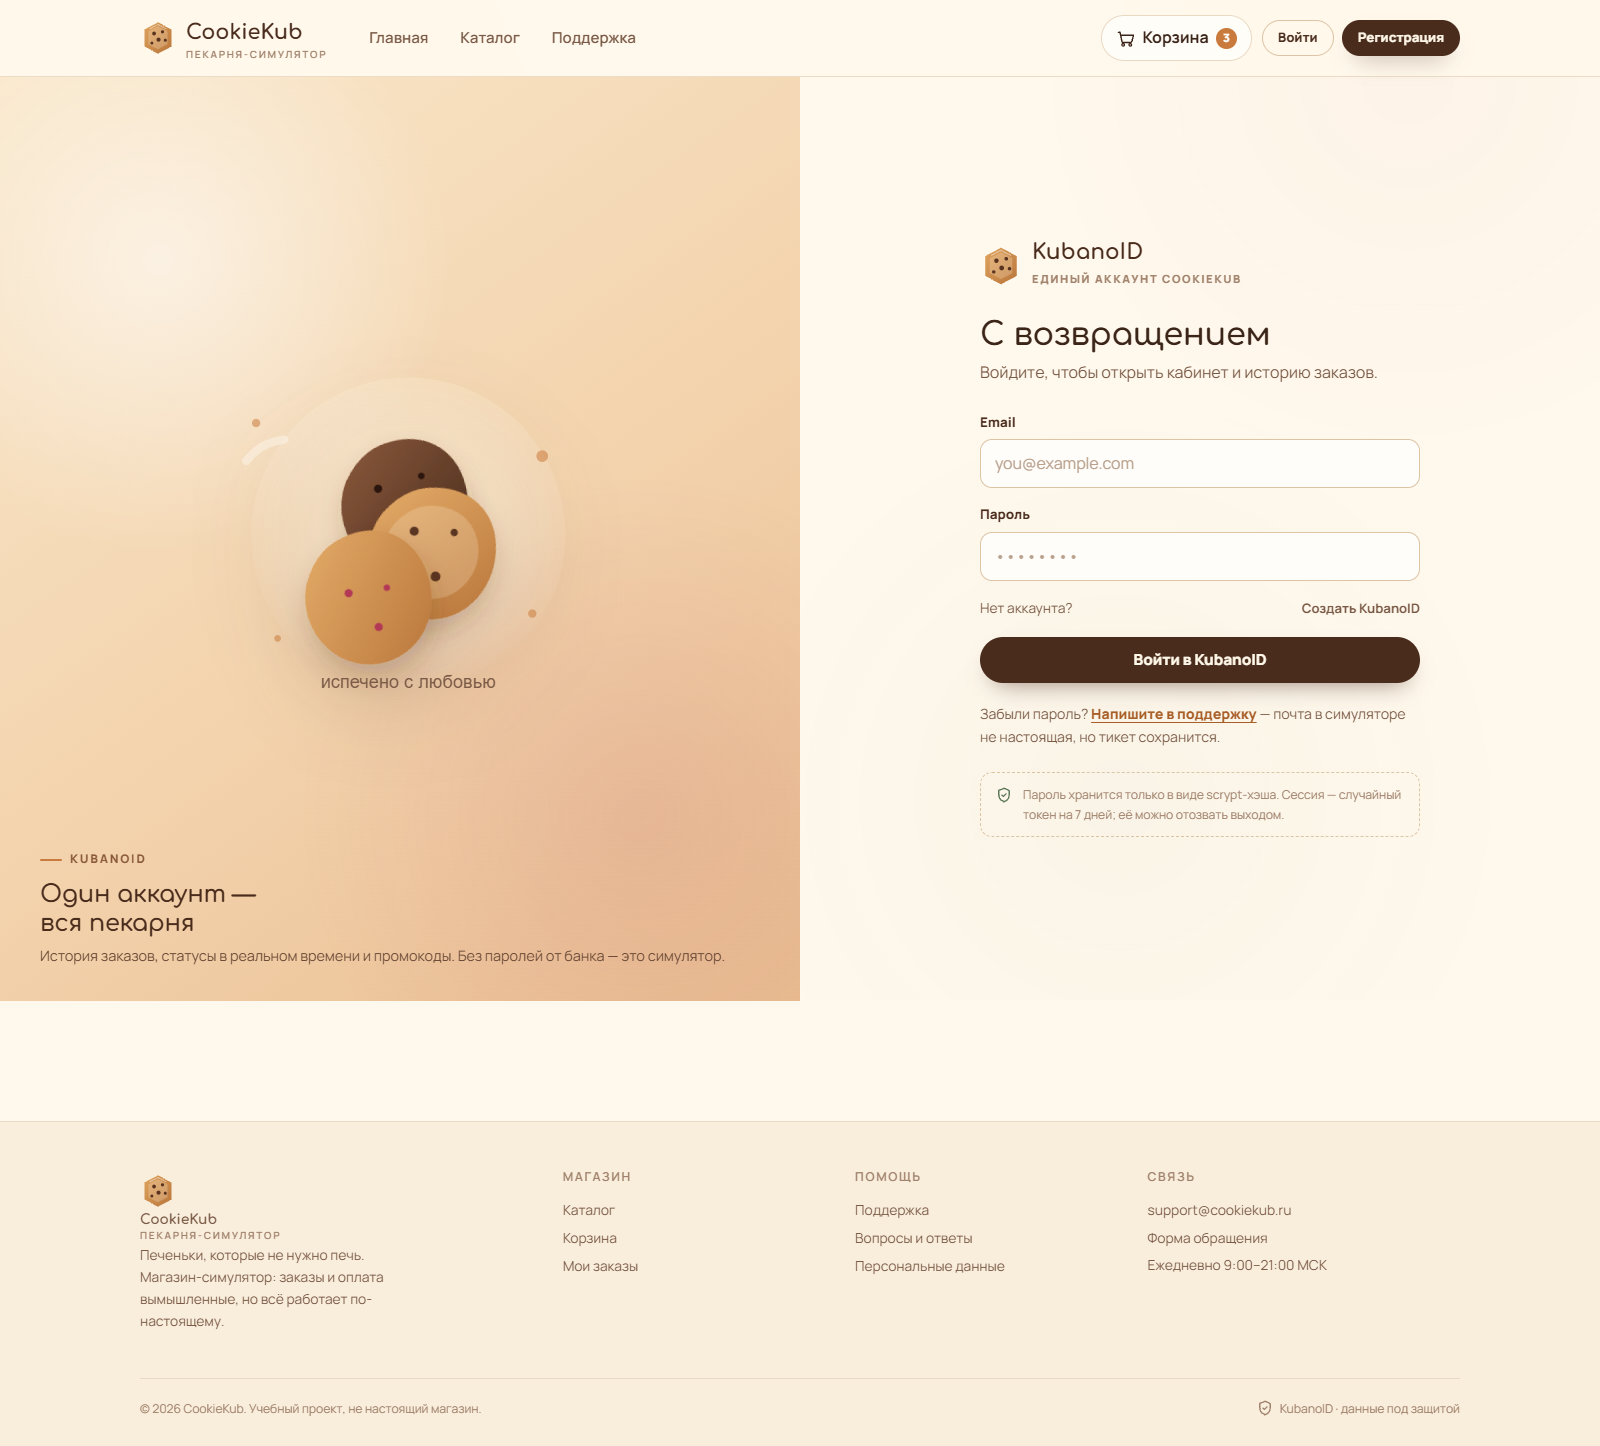 CookieKub
ПЕКАРНЯ-СИМУЛЯТОР
Главная
Каталог
Поддержка
Корзина
3
Войти
Регистрация
испечено с любовью
KUBANOID
Один аккаунт —
вся пекарня
История заказов, статусы в реальном времени и промокоды. Без паролей от банка — это симулятор.
KubanoID
ЕДИНЫЙ АККАУНТ COOKIEKUB
С возвращением
Войдите, чтобы открыть кабинет и историю заказов.
Email
you@example.com
Пароль
••••••••
Нет аккаунта?
Создать KubanoID
Войти в KubanoID
Забыли пароль? Напишите в поддержку — почта в симуляторе
не настоящая, но тикет сохранится.
Пароль хранится только в виде scrypt-хэша. Сессия — случайный
токен на 7 дней; её можно отозвать выходом.
CookieKub
ПЕКАРНЯ-СИМУЛЯТОР
Печеньки, которые не нужно печь.
Магазин-симулятор: заказы и оплата
вымышленные, но всё работает по-
настоящему.
МАГАЗИН
Каталог
Корзина
Мои заказы
ПОМОЩЬ
Поддержка
Вопросы и ответы
Персональные данные
СВЯЗЬ
support@cookiekub.ru
Форма обращения
Ежедневно 9:00–21:00 МСК
© 2026 CookieKub. Учебный проект, не настоящий магазин.
KubanoID · данные под защитой